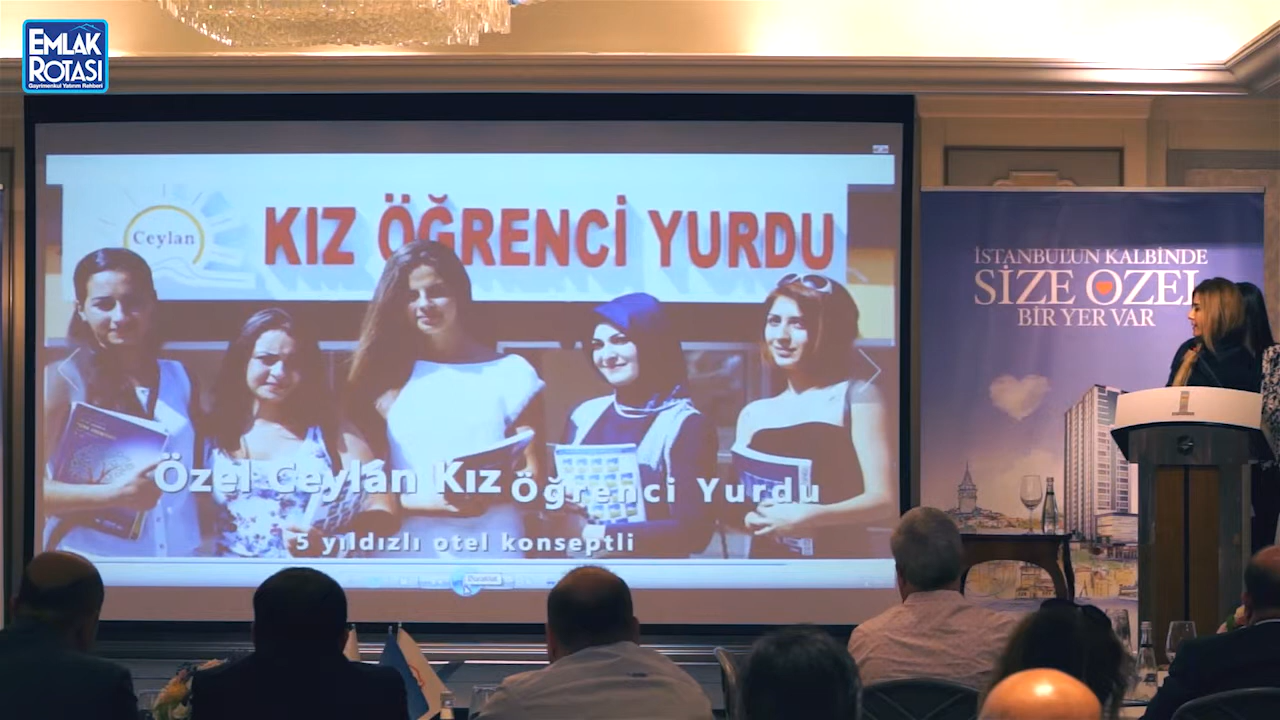 EMLAK
ROTASI
Gayrimenkul Yatırım Rehberi
Ceylan
KIZ ÖĞRENCİ YURDU
Özel Ceylan Kız Öğrenci Yurdu
5 yıldızlı otel konseptli
İSTANBUL'UN KALBİNDE
SİZE ÖZEL
BİR YER VAR